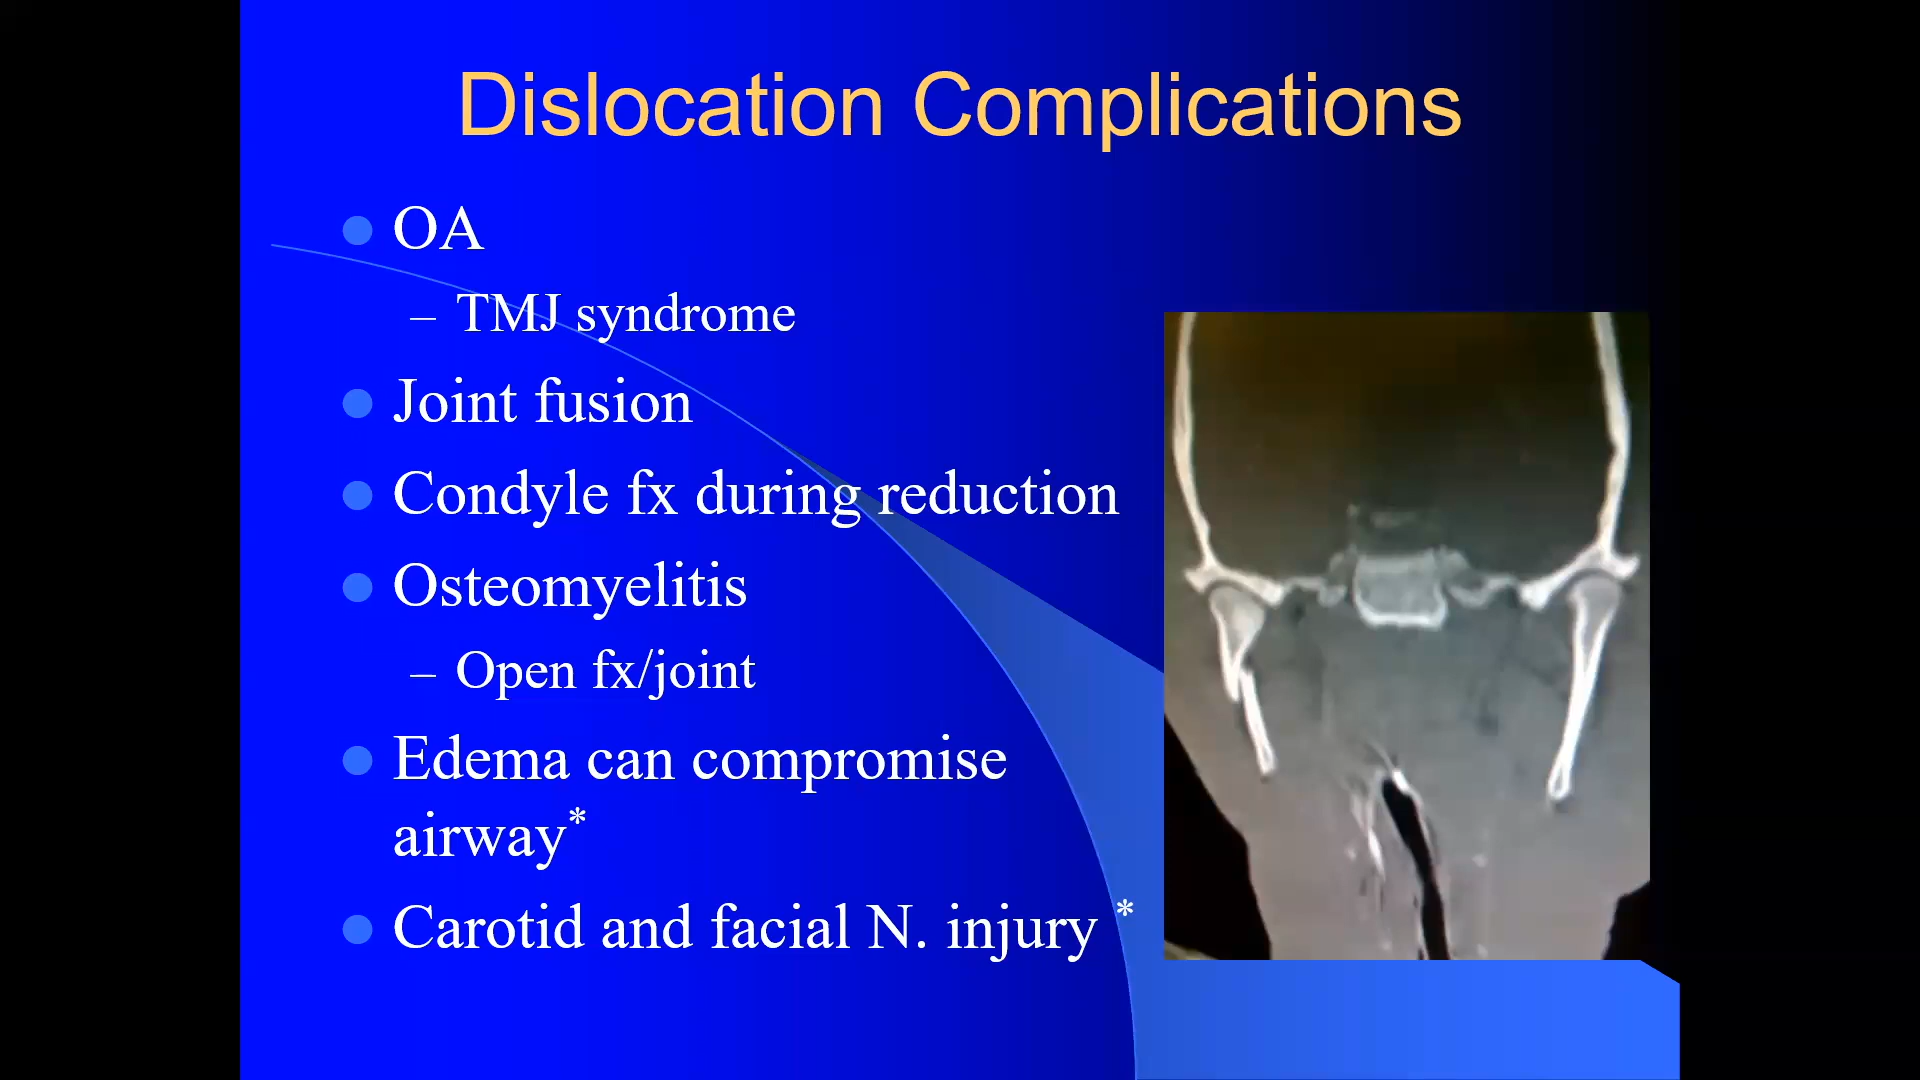 Dislocation Complications
OA
– TMJ syndrome
Joint fusion
Condyle fx during reduction
Osteomyelitis
– Open fx/joint
Edema can compromise
airway*
Carotid and facial N. injury *